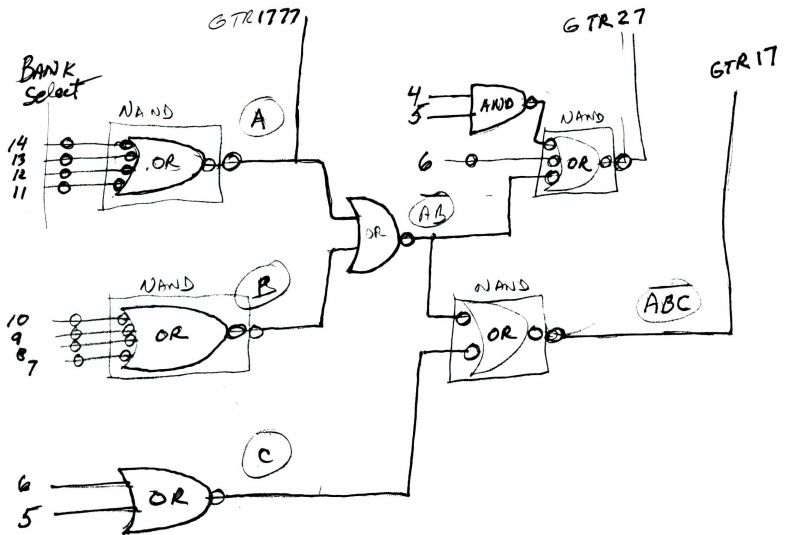 GTR1777
GTR27
GTR17
BANK
Select
NAND
A
14
13
12
11
OR
4
5
AND
NAND
6
OR
OR
AB
NAND
B
10
9
8
7
OR
NAND
OR
ABC
C
6
5
OR